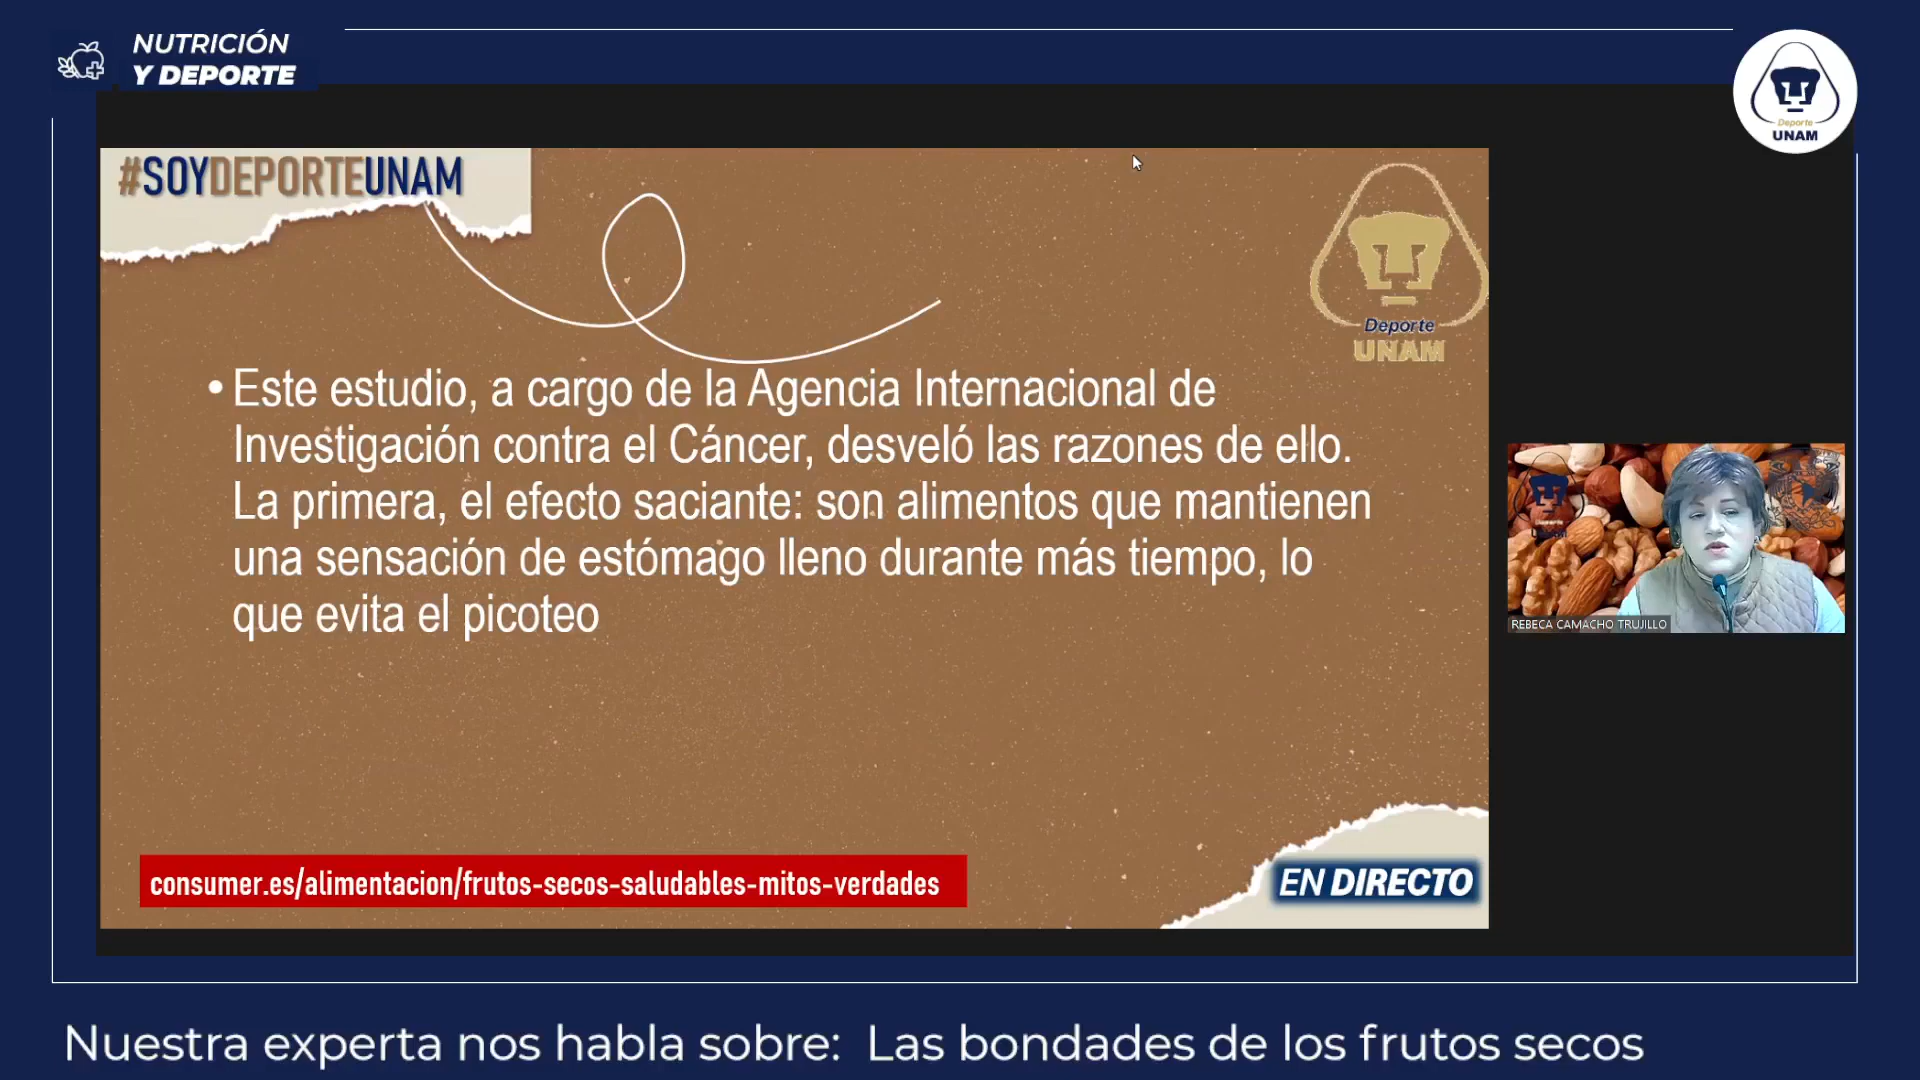 NUTRICIÓN
Y DEPORTE
Deporte
UNAM
#SOYDEPORTEUNAM
Deporte
UNAM
• Este estudio, a cargo de la Agencia Internacional de
Investigación contra el Cáncer, desveló las razones de ello.
La primera, el efecto saciante: son alimentos que mantienen
una sensación de estómago lleno durante más tiempo, lo
que evita el picoteo
REBECA CAMACHO TRUJILLO
consumer.es/alimentacion/frutos-secos-saludables-mitos-verdades
EN DIRECTO
Nuestra experta nos habla sobre: Las bondades de los frutos secos